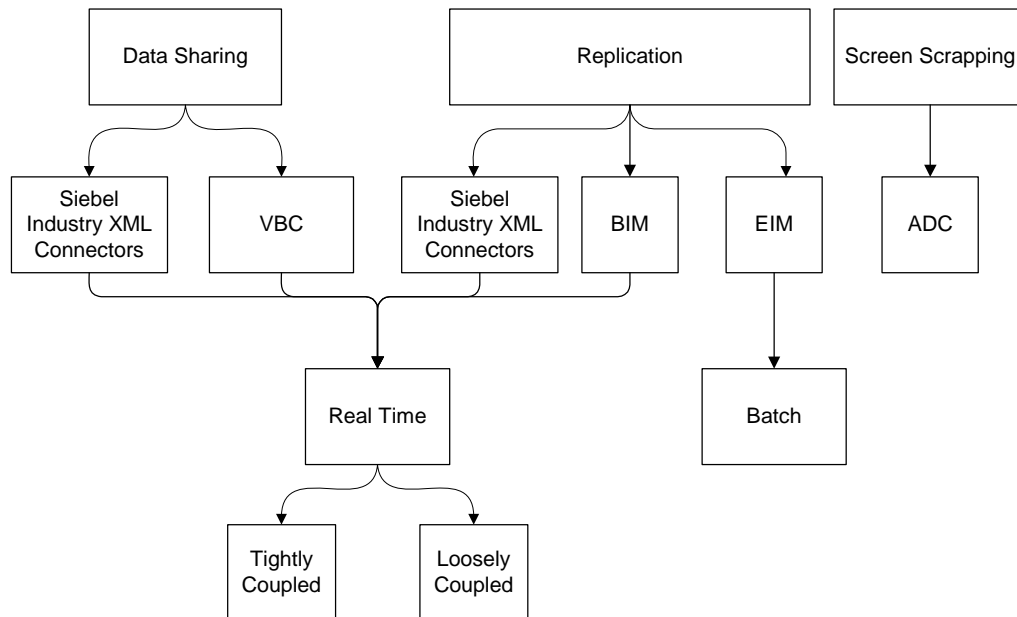 Data Sharing
Replication
Screen Scrapping
Siebel
Industry XML
Connectors
VBC
Siebel
Industry XML
Connectors
BIM
EIM
ADC
Real Time
Batch
Tightly
Coupled
Loosely
Coupled